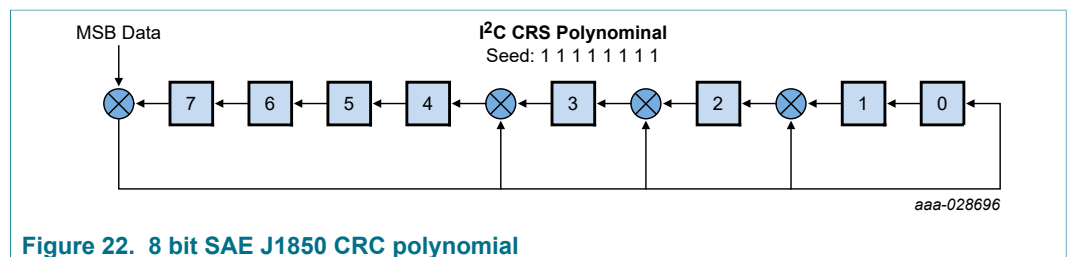 MSB Data
I²C CRS Polynominal
Seed: 1 1 1 1 1 1 1 1
7 6 5 4 3 2 1 0
aaa-028696
Figure 22. 8 bit SAE J1850 CRC polynomial